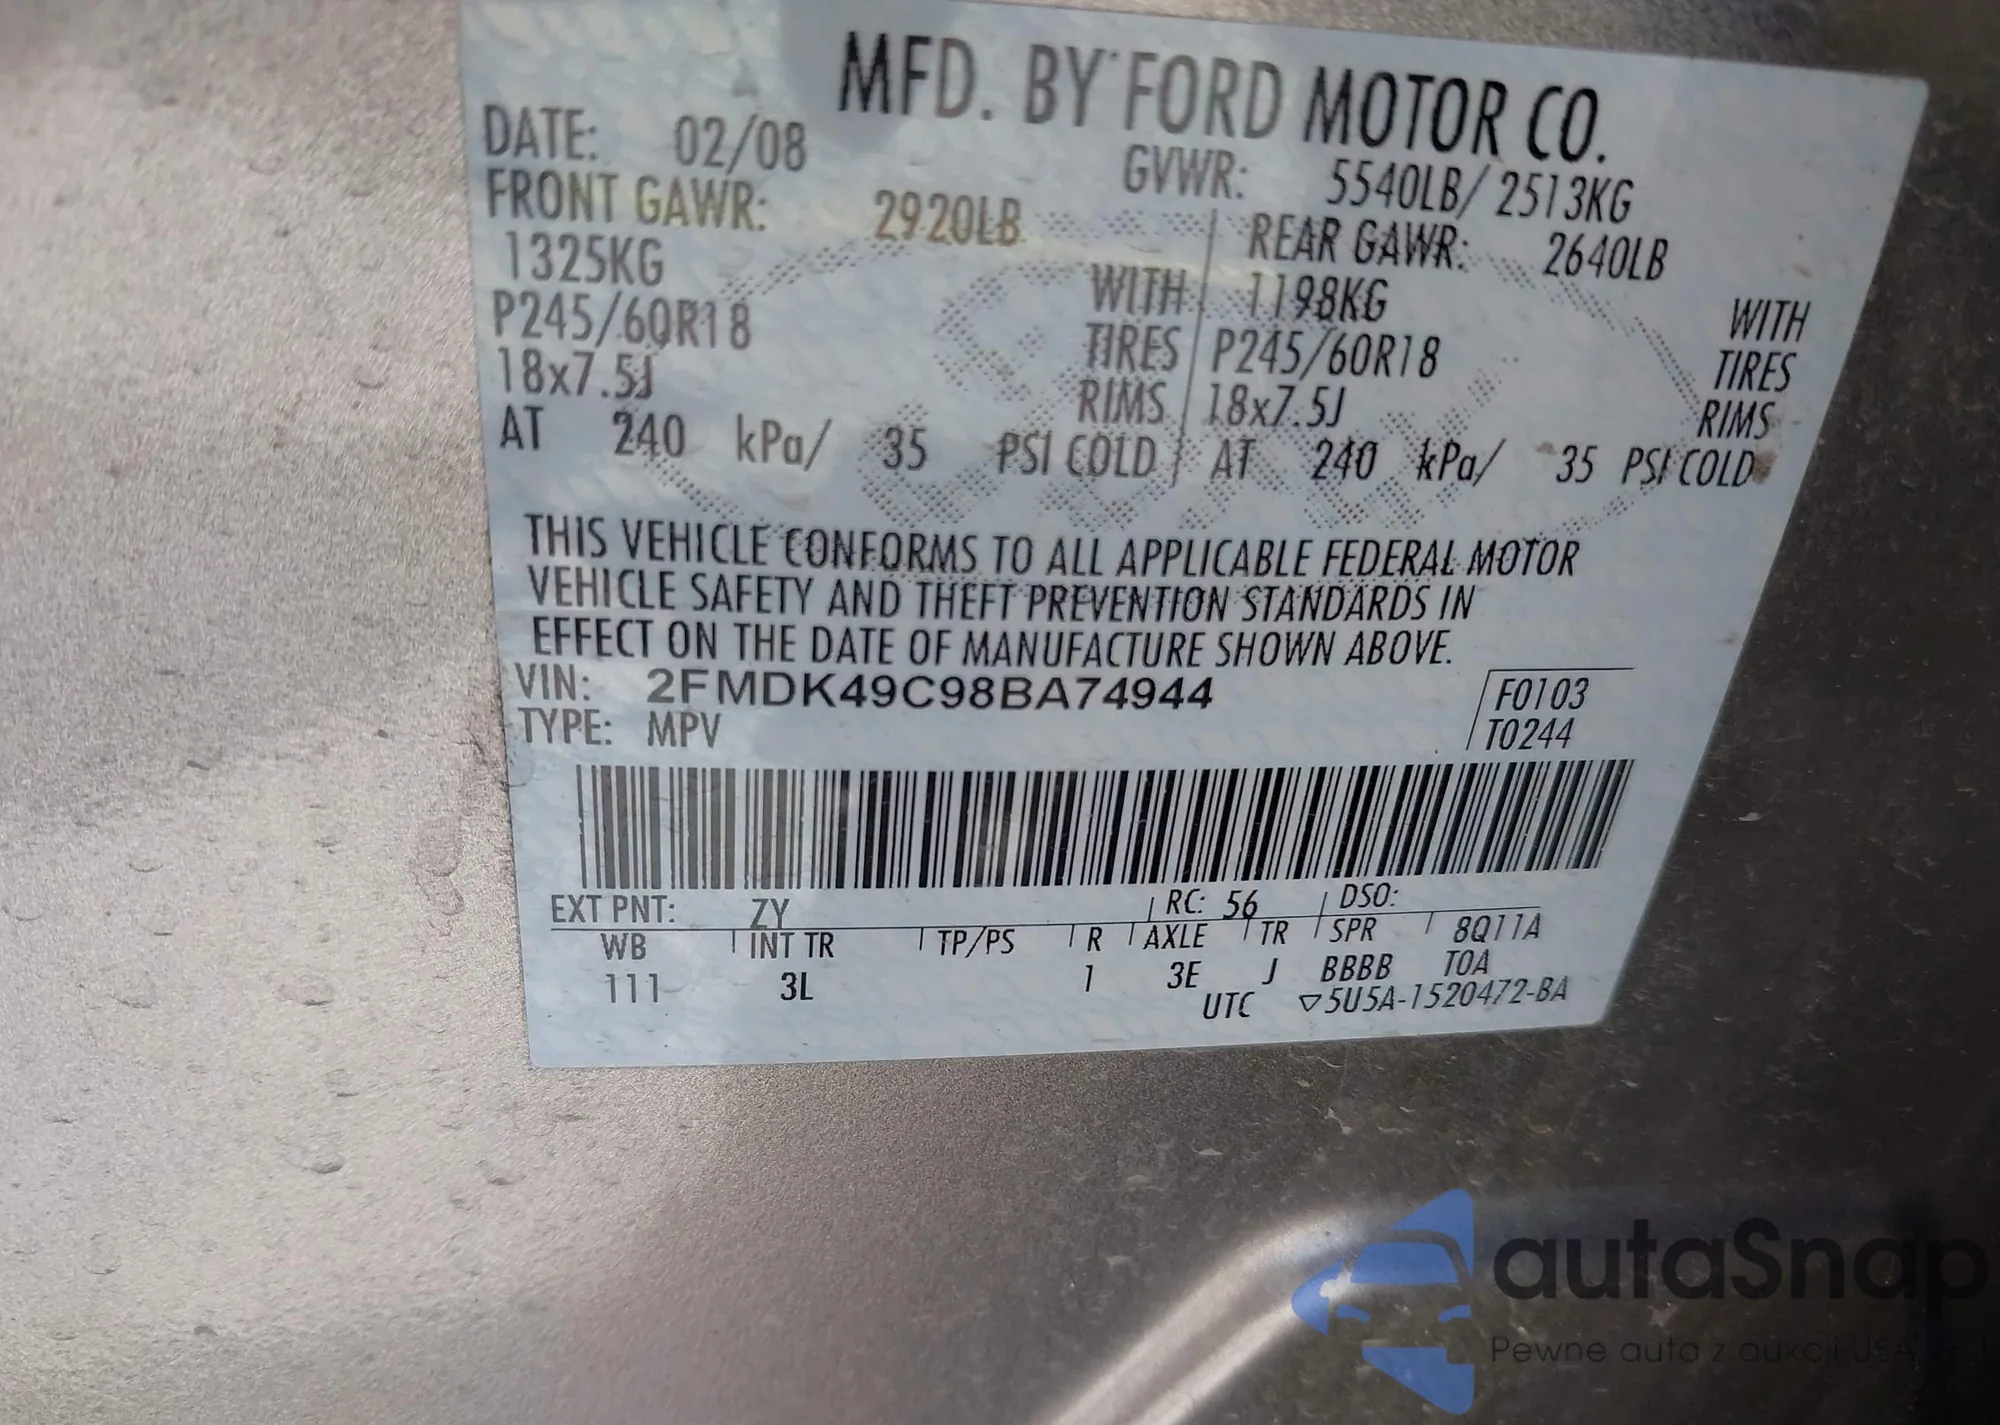 MFD. BY FORD MOTOR CO.
DATE: 02/08 GVWR: 5540LB/ 2513KG
FRONT GAWR: 2920LB REAR GAWR: 2640LB
1325KG WITH 1198KG WITH
P245/60R18 TIRES P245/60R18 TIRES
18x7.5J RIMS 18x7.5J RIMS
AT 240 kPa/ 35 PSI COLD AT 240 kPa/ 35 PSI COLD
THIS VEHICLE CONFORMS TO ALL APPLICABLE FEDERAL MOTOR
VEHICLE SAFETY AND THEFT PREVENTION STANDARDS IN
EFFECT ON THE DATE OF MANUFACTURE SHOWN ABOVE.
VIN: 2FMDK49C98BA74944 F0103
TYPE: MPV T0244
EXT PNT: ZY RC: 56 DSO:
WB INT TR TP/PS R AXLE TR SPR 8Q11A
111 3L 1 3E J BBBB TOA
UTC ▽5U5A-1520472-BA
autaSnap
Pewne auta z aukcji USA